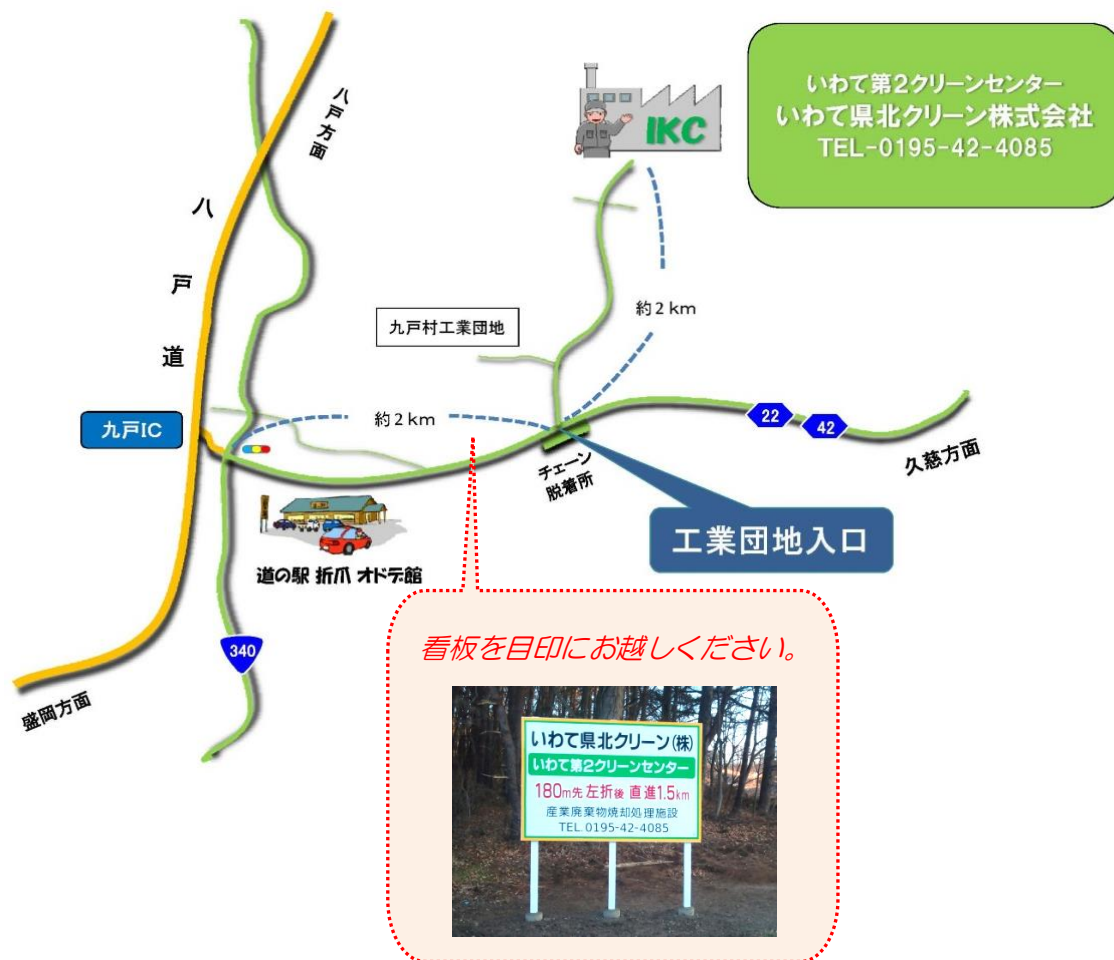 いわて第2クリーンセンター
いわて県北クリーン株式会社
TEL-0195-42-4085
IKC
八戸方面
八戸道
約2km
九戸村工業団地
九戸IC
約2km
22
42
久慈方面
チェーン
脱着所
工業団地入口
道の駅 折爪 オドデ館
340
盛岡方面
看板を目印にお越しください。
いわて県北クリーン(株)
いわて第2クリーンセンター
180m先 左折後 直進1.5km
産業廃棄物焼却処理施設
TEL.0195-42-4085